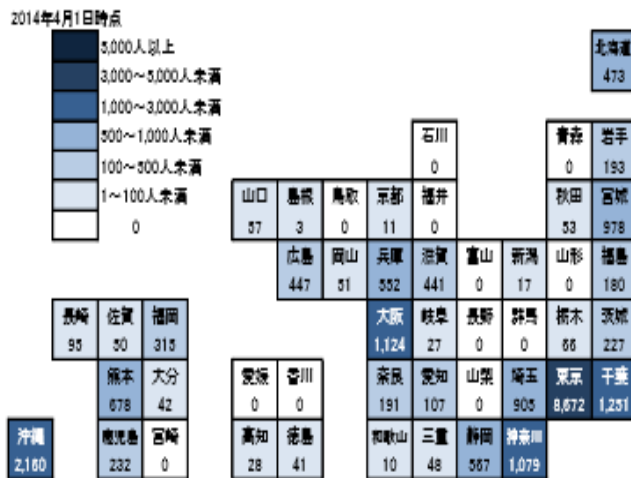 2014年4月1日時点
5,000人以上
3,000～5,000人未満
1,000～3,000人未満
500～1,000人未満
100～500人未満
1～100人未満
0
北海道
473
石川 青森 岩手
0 0 193
山口 島根 鳥取 京都 福井 秋田 宮城
57 3 0 11 0 53 978
広島 岡山 兵庫 滋賀 富山 新潟 山形 福島
447 51 552 441 0 17 0 180
長崎 佐賀 福岡 大阪 岐阜 長野 群馬 栃木 茨城
95 50 315 1,124 27 0 0 66 227
熊本 大分 愛媛 香川 奈良 愛知 山梨 埼玉 東京 千葉
678 42 0 0 191 107 0 905 8,672 1,251
沖縄 鹿児島 宮崎 高知 徳島 和歌山 三重 静岡 神奈川
2,160 232 0 28 41 10 48 567 1,079